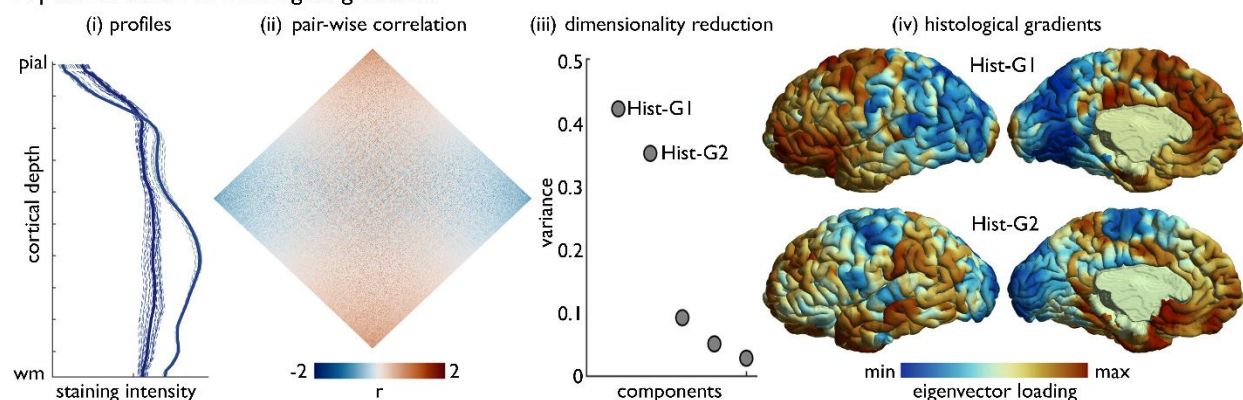 (i) profiles
(ii) pair-wise correlation
(iii) dimensionality reduction
(iv) histological gradients
pial
cortical depth
wm
staining intensity
-2
2
r
0.5
0.4
0.3
0.2
0.1
0
variance
Hist-G1
Hist-G2
components
Hist-G1
Hist-G2
min
max
eigenvector loading